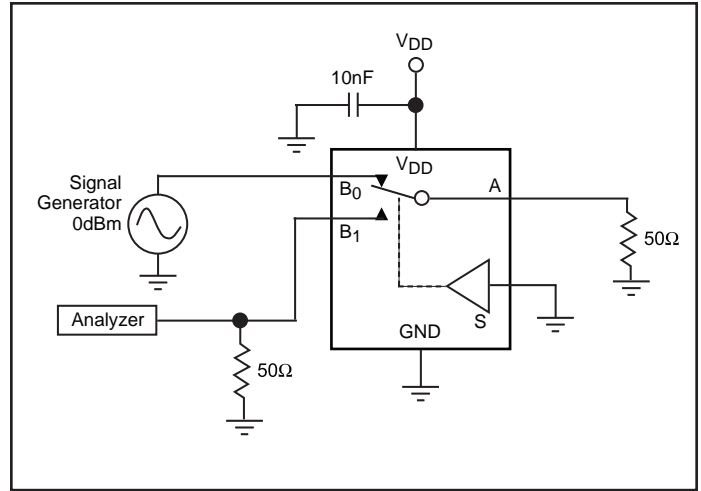 VDD
10nF
VDD
Signal
Generator
0dBm
B0
A
B1
50Ω
Analyzer
S
GND
50Ω